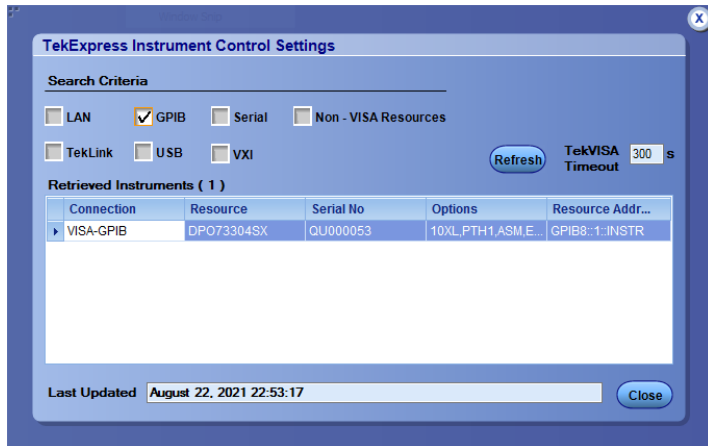 TekExpress Instrument Control Settings
Search Criteria
LAN GPIB Serial Non - VISA Resources
TekLink USB VXI Refresh TekVISA Timeout 300 s
Retrieved Instruments ( 1 )
Connection Resource Serial No Options Resource Addr...
VISA-GPIB DPO73304SX QU000053 10XL,PTH1,ASM,E... GPIB8::1::INSTR
Last Updated August 22, 2021 22:53:17 Close